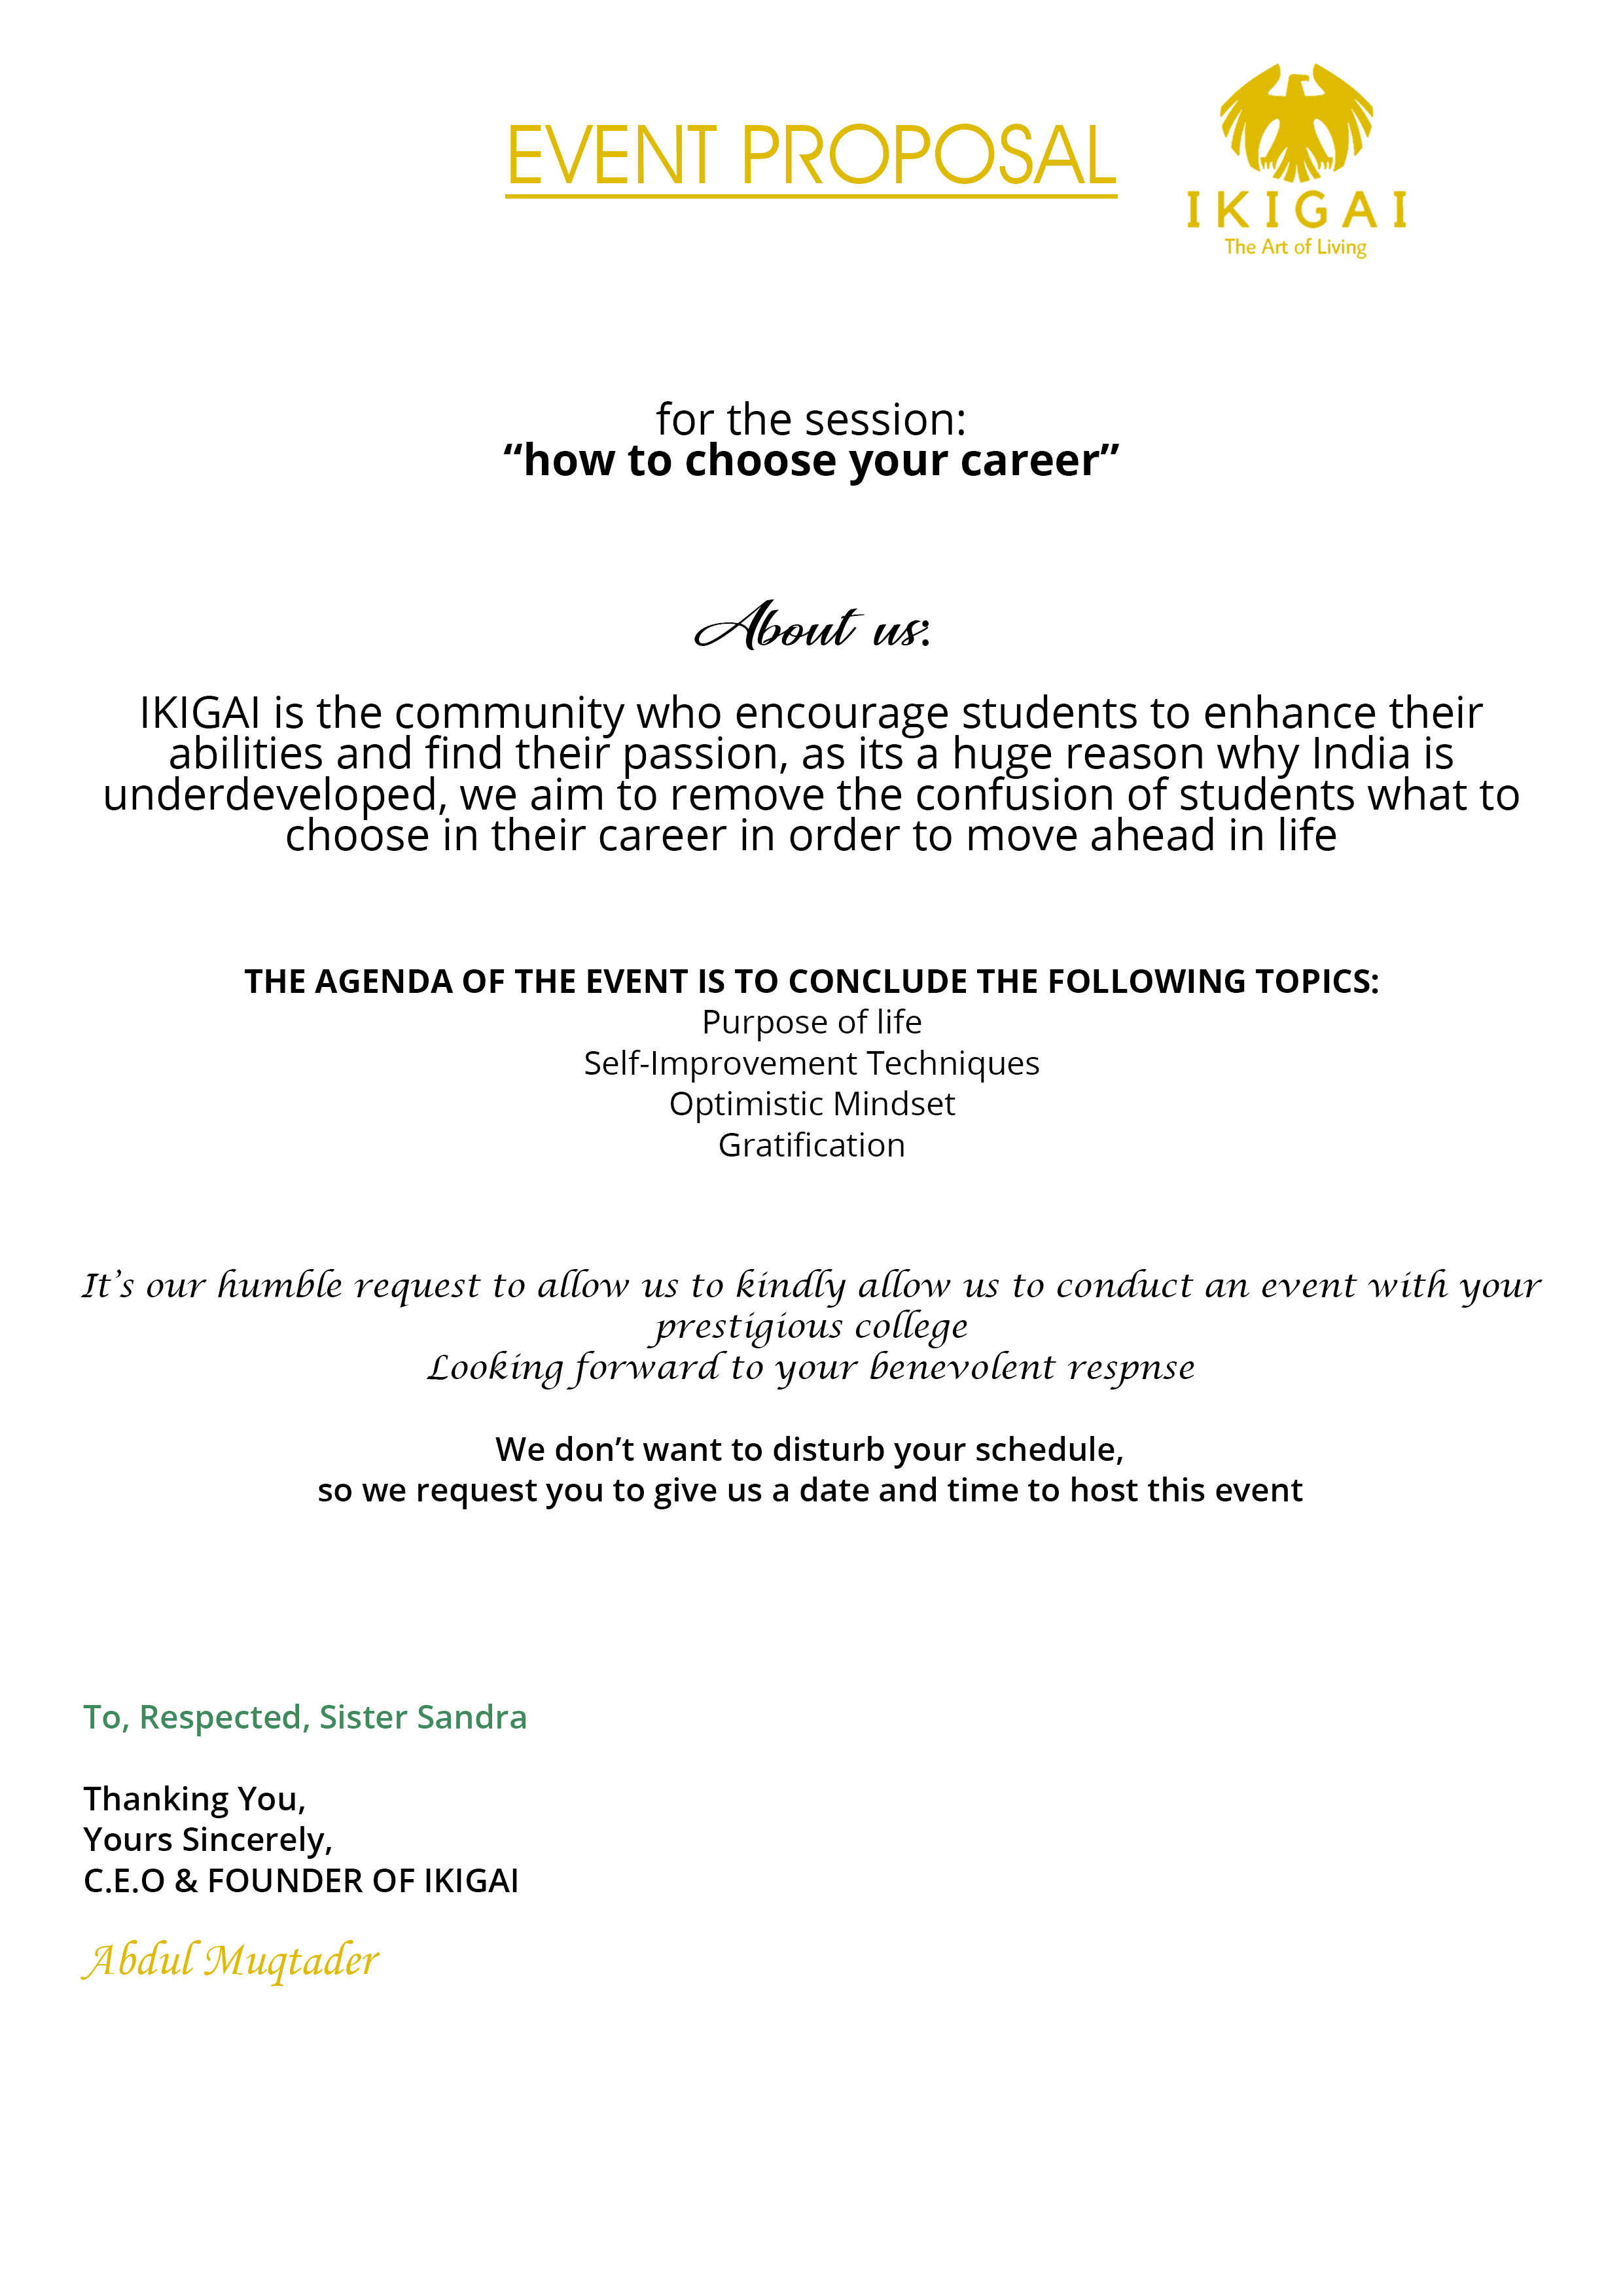 EVENT PROPOSAL
IKIGAI
The Art of Living
for the session:
“how to choose your career”
About us:
IKIGAI is the community who encourage students to enhance their
abilities and find their passion, as its a huge reason why India is
underdeveloped, we aim to remove the confusion of students what to
choose in their career in order to move ahead in life
THE AGENDA OF THE EVENT IS TO CONCLUDE THE FOLLOWING TOPICS:
Purpose of life
Self-Improvement Techniques
Optimistic Mindset
Gratification
It’s our humble request to allow us to kindly allow us to conduct an event with your
prestigious college
Looking forward to your benevolent respnse
We don’t want to disturb your schedule,
so we request you to give us a date and time to host this event
To, Respected, Sister Sandra
Thanking You,
Yours Sincerely,
C.E.O & FOUNDER OF IKIGAI
Abdul Muqtader